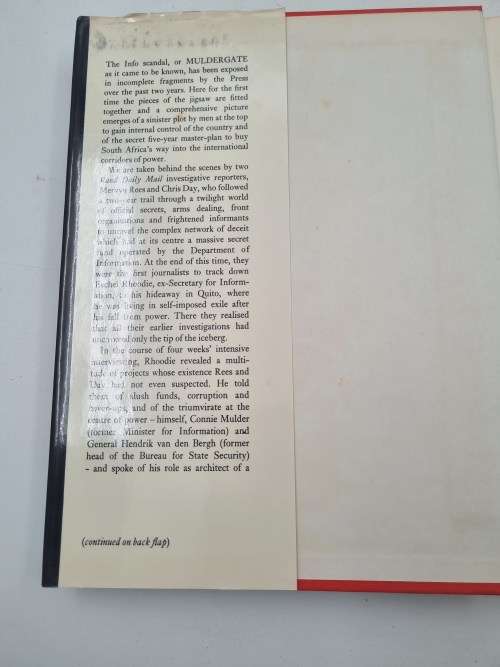 The Info scandal, or MULDERGATE
as it came to be known, has been exposed
in incomplete fragments by the Press
over the past two years. Here for the first
time the pieces of the jigsaw are fitted
together and a comprehensive picture
emerges of a sinister plot by men at the top
to gain internal control of the country and
of the secret five-year master-plan to buy
South Africa's way into the international
corridors of power.
We are taken behind the scenes by two
Rand Daily Mail investigative reporters,
Mervyn Rees and Chris Day, who followed
a two-year trail through a twilight world
of official secrets, arms dealing, front
organisations and frightened informants
to uncover the complex network of deceit
which had at its centre a massive secret
fund operated by the Department of
Information. At the end of this time, they
were the first journalists to track down
Eschel Rhoodie, ex-Secretary for Inform-
ation, to his hideaway in Quito, where
he was living in self-imposed exile after
his fall from power. There they realised
that all their earlier investigations had
uncovered only the tip of the iceberg.
In the course of four weeks' intensive
interviewing, Rhoodie revealed a multi-
tude of projects whose existence Rees and
Day had not even suspected. He told
them of slush funds, corruption and
cover-ups, and of the triumvirate at the
centre of power – himself, Connie Mulder
(former Minister for Information) and
General Hendrik van den Bergh (former
head of the Bureau for State Security)
– and spoke of his role as architect of a
(continued on back flap)